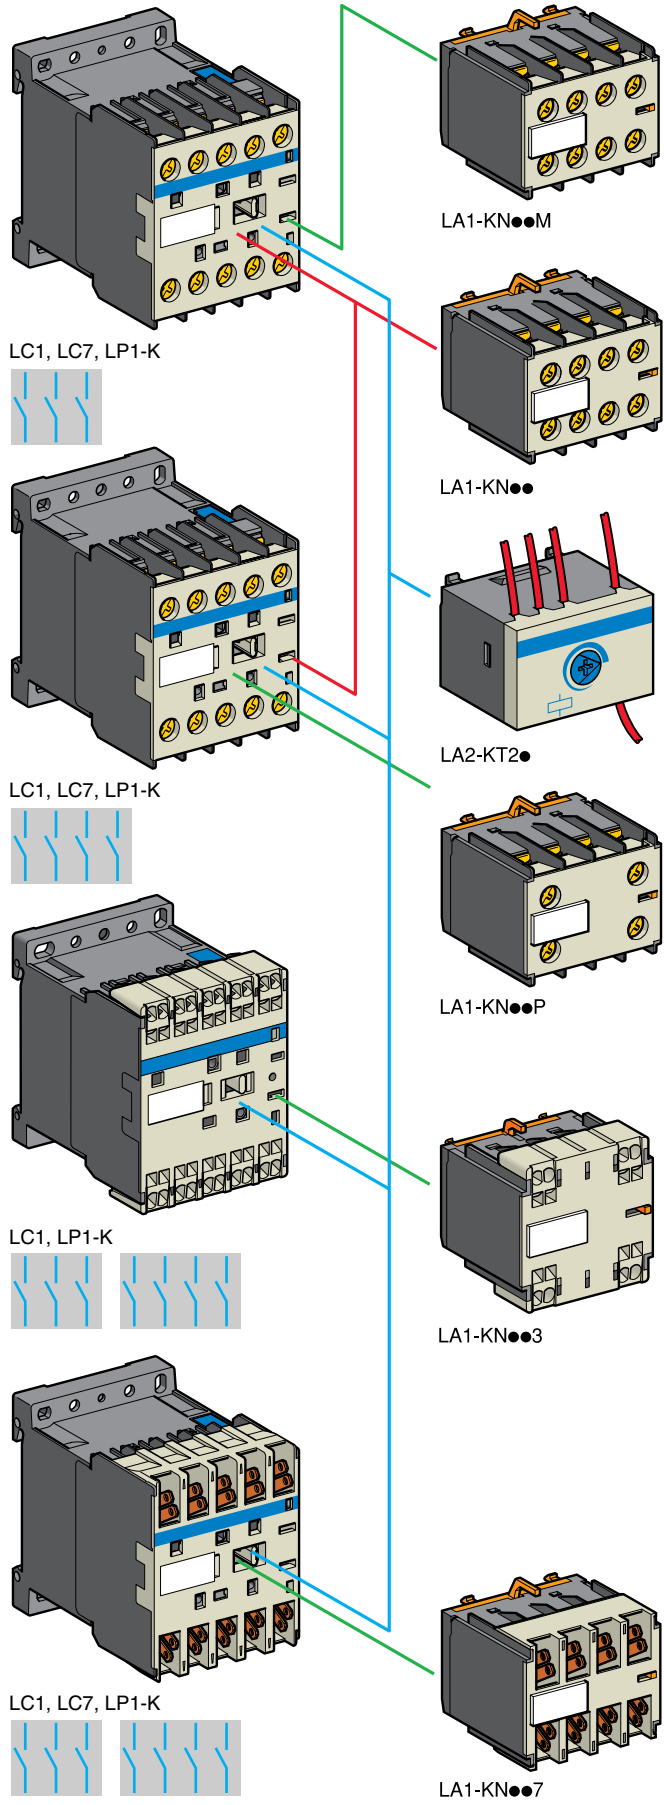 LA1-KN●●M
LC1, LC7, LP1-K
LA1-KN●●
LA2-KT2●
LC1, LC7, LP1-K
LA1-KN●●P
LC1, LP1-K
LA1-KN●●3
LC1, LC7, LP1-K
LA1-KN●●7